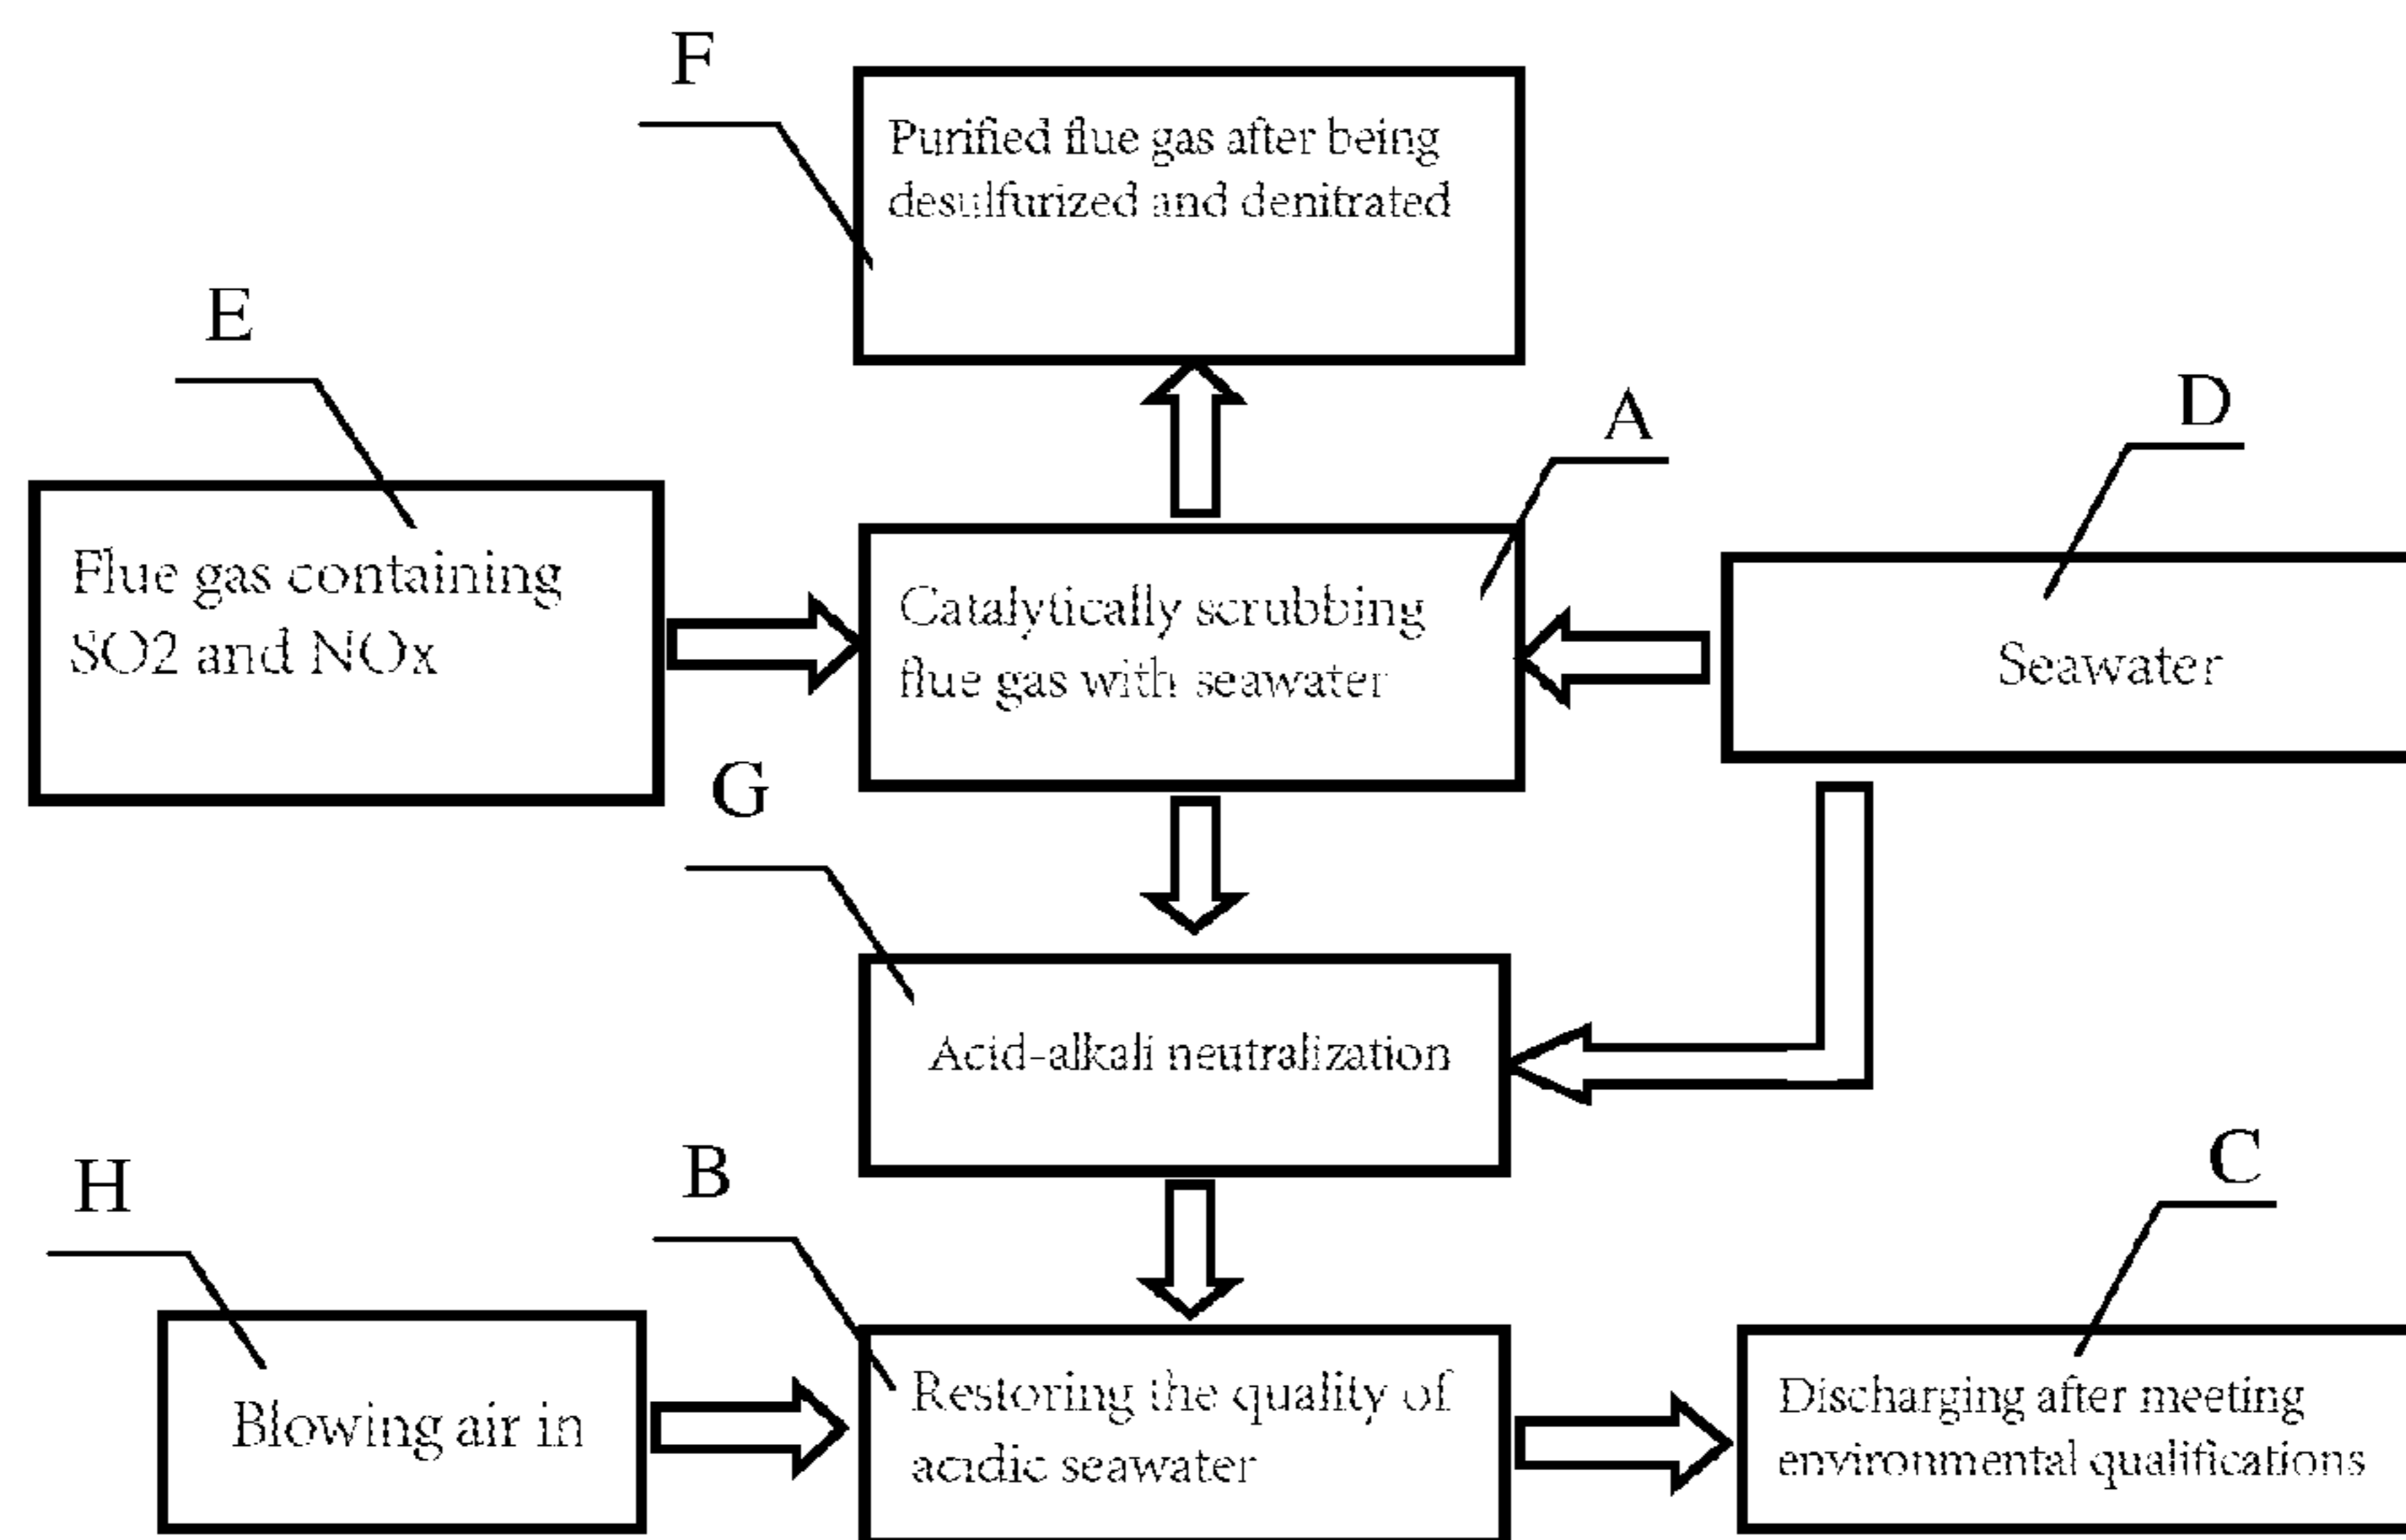 F
Purified flue gas after being
desulfurized and denitrated
E
Flue gas containing
SO2 and NOx
A
Catalytically scrubbing
flue gas with seawater
D
Seawater
G
Acid-alkali neutralization
H
Blowing air in
B
Restoring the quality of
acidic seawater
C
Discharging after meeting
environmental qualifications